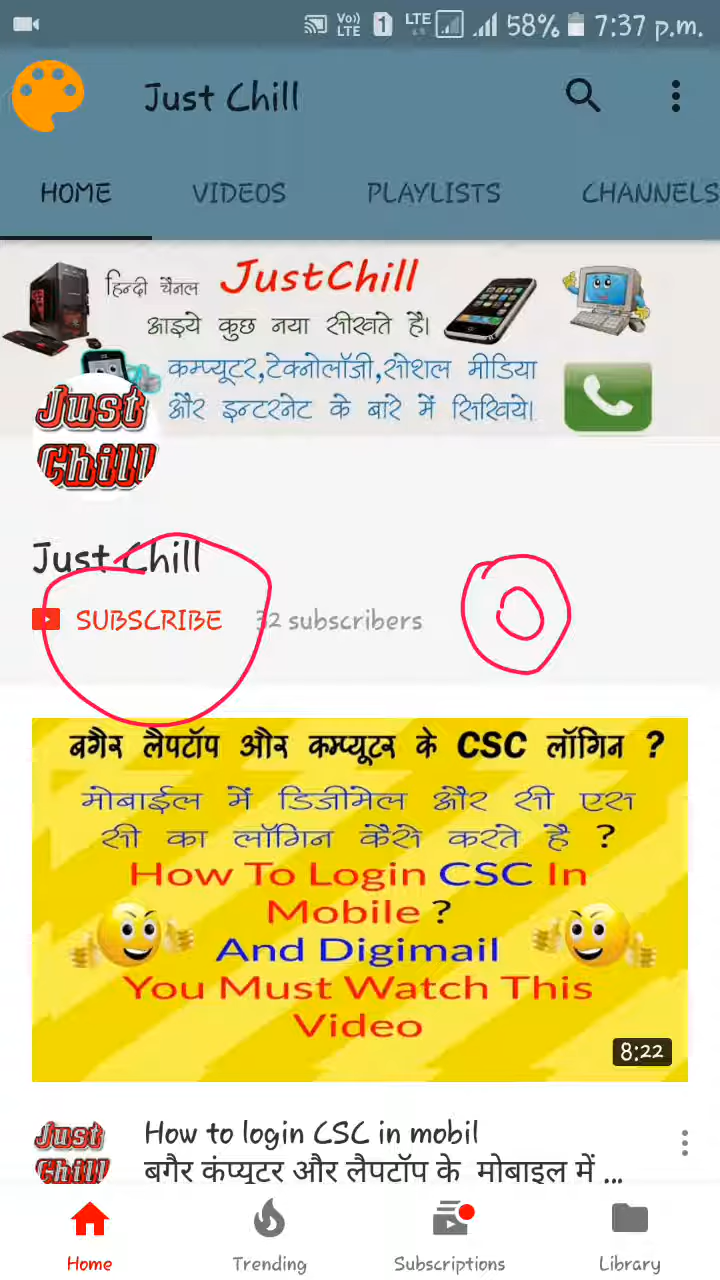 Vo))
LTE
1
LTE
58%
7:37 p.m.
Just Chill
HOME VIDEOS PLAYLISTS CHANNELS
हिन्दी चैनल JustChill
आइये कुछ नया सीखते है।
कम्प्यूटर,टेक्नोलॉजी,सोशल मीडिया
और इन्टरनेट के बारे में सिखिये।
Just
Chill
Just Chill
SUBSCRIBE 32 subscribers
बगैर लैपटॉप और कम्प्यूटर के CSC लॉगिन ?
मोबाईल में डिजीमेल और सी एस
सी का लॉगिन कैसे करते है ?
How To Login CSC In
Mobile ?
And Digimail
You Must Watch This
Video
8:22
Just
Chill
How to login CSC in mobil
बगैर कंप्यूटर और लैपटॉप के मोबाइल में ...
Home Trending Subscriptions Library